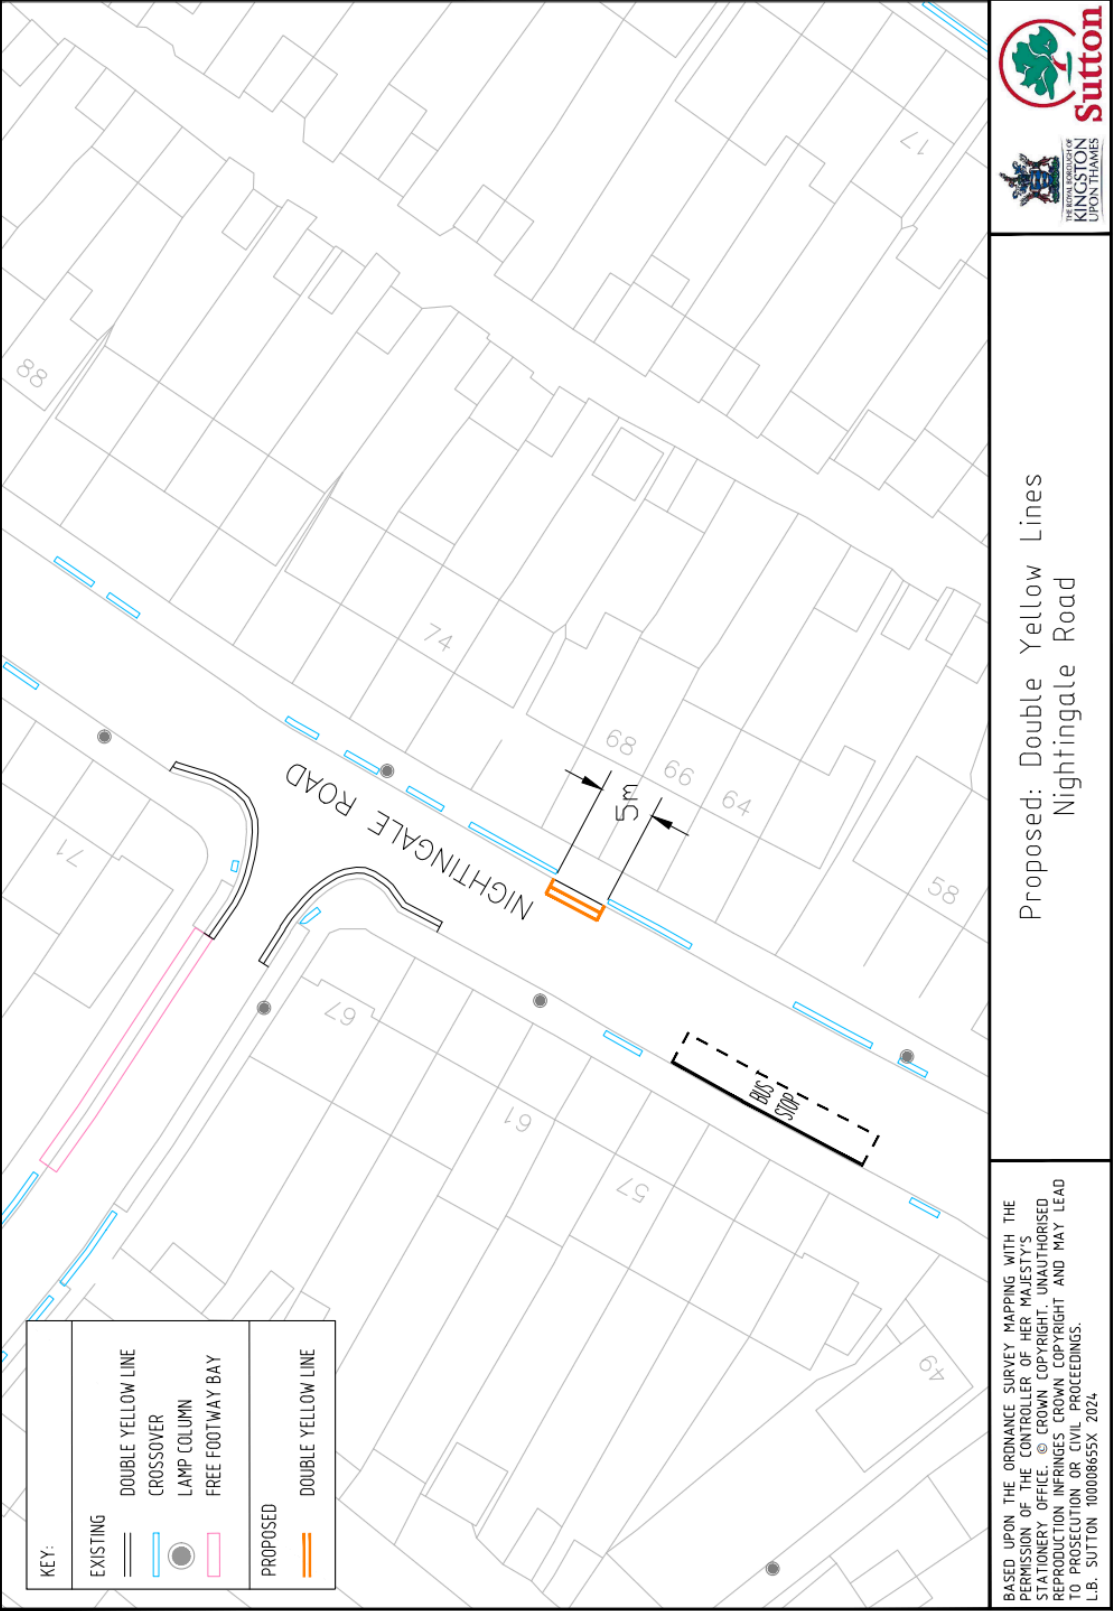 KEY:
EXISTING
DOUBLE YELLOW LINE
CROSSOVER
LAMP COLUMN
FREE FOOTWAY BAY
PROPOSED
DOUBLE YELLOW LINE
88
71
74
NIGHTINGALE ROAD
5m
68
66
64
58
67
61
57
49
17
BUS
STOP
BASED UPON THE ORDNANCE SURVEY MAPPING WITH THE
PERMISSION OF THE CONTROLLER OF HER MAJESTY'S
STATIONERY OFFICE. © CROWN COPYRIGHT. UNAUTHORISED
REPRODUCTION INFRINGES CROWN COPYRIGHT AND MAY LEAD
TO PROSECUTION OR CIVIL PROCEEDINGS.
L.B. SUTTON 100008655X 2024
Proposed: Double Yellow Lines
Nightingale Road
THE ROYAL BOROUGH OF
KINGSTON
UPON THAMES
Sutton